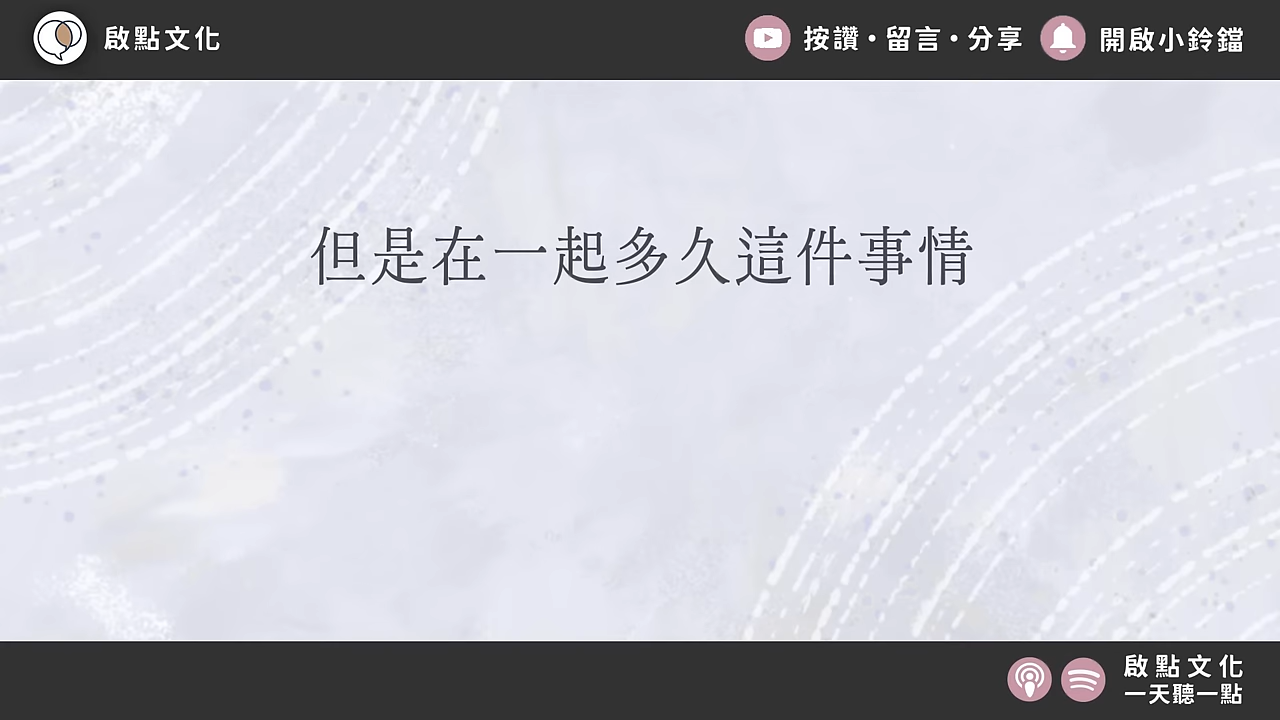 啟點文化
按讚•留言•分享
開啟小鈴鐺
但是在一起多久這件事情
啟點文化
一天聽一點